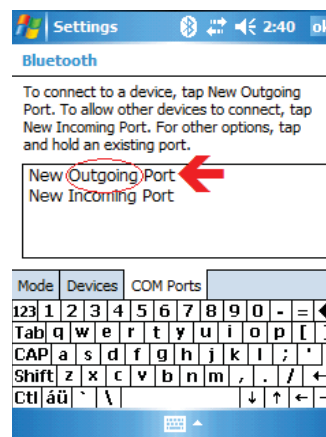 Settings 2:40 ok
Bluetooth
To connect to a device, tap New Outgoing
Port. To allow other devices to connect, tap
New Incoming Port. For other options, tap
and hold an existing port.
New Outgoing Port
New Incoming Port
Mode Devices COM Ports
123 1 2 3 4 5 6 7 8 9 0 - =
Tab q w e r t y u i o p [ ]
CAP a s d f g h j k l ; '
Shift z x c v b n m , . / ←
Ctl áü ` \ ↓ ↑ ← →